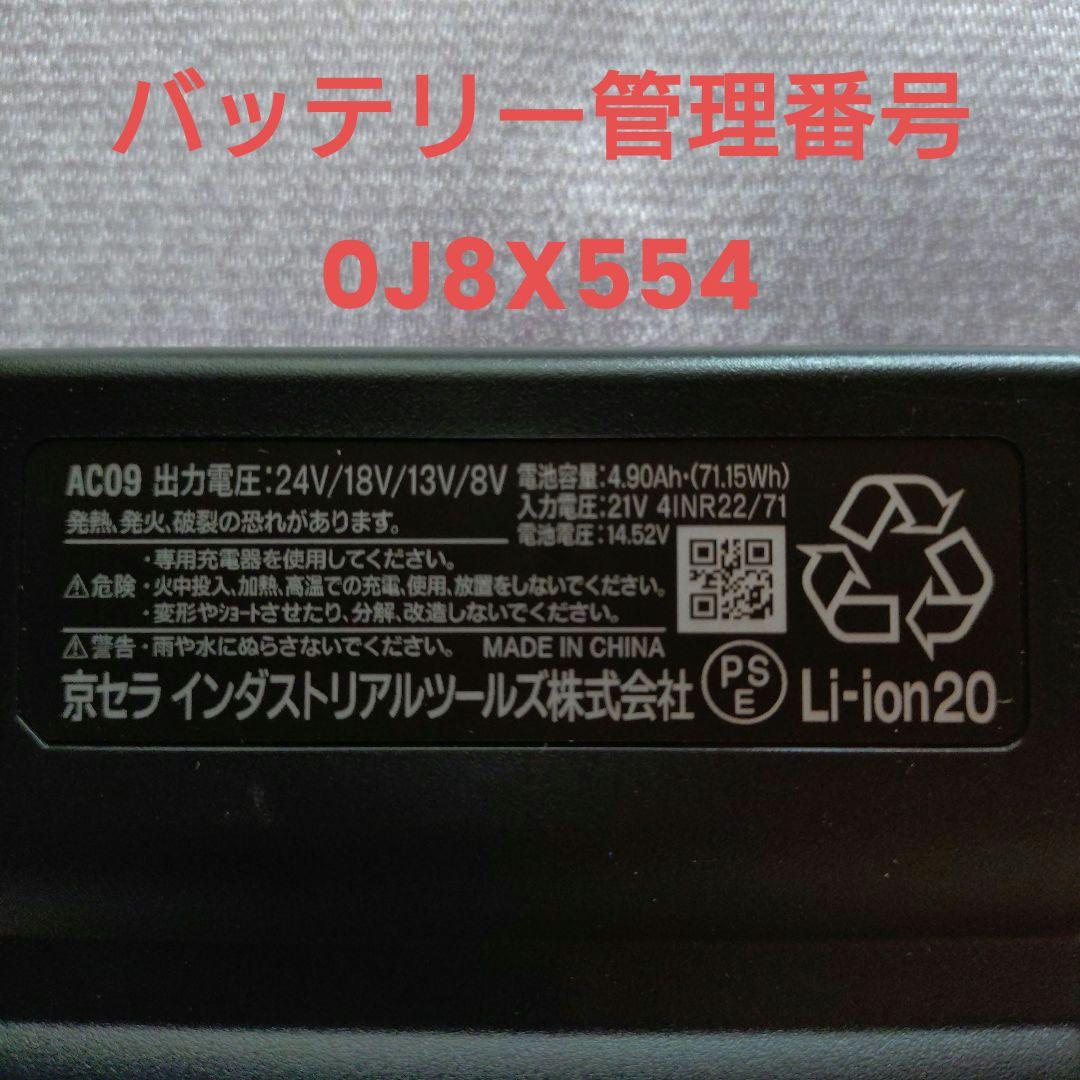 バッテリー管理番号
0J8X554
AC09 出力電圧:24V/18V/13V/8V
発熱、発火、破裂の恐れがあります。
電池容量:4.90Ah・(71.15Wh)
入力電圧:21V 4INR22/71
電池電圧:14.52V
・専用充電器を使用してください。
⚠危険・火中投入、加熱、高温での充電、使用、放置をしないでください。
・変形やショートさせたり、分解、改造しないでください。
⚠警告・雨や水にぬらさないでください。 MADE IN CHINA
京セラ インダストリアルツールズ株式会社
PS
E
Li-ion20